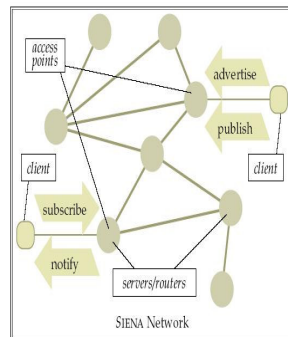 access
points
advertise
publish
client
client
subscribe
notify
servers/routers
SIENA Network